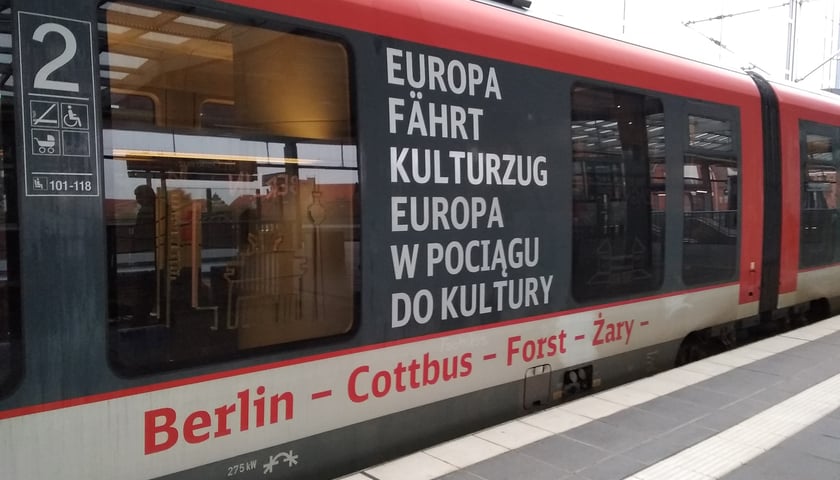 2
101-118
EUROPA
FÄHRT
KULTURZUG
EUROPA
W POCIĄGU
DO KULTURY
Berlin – Cottbus – Forst – Żary –
275 kW